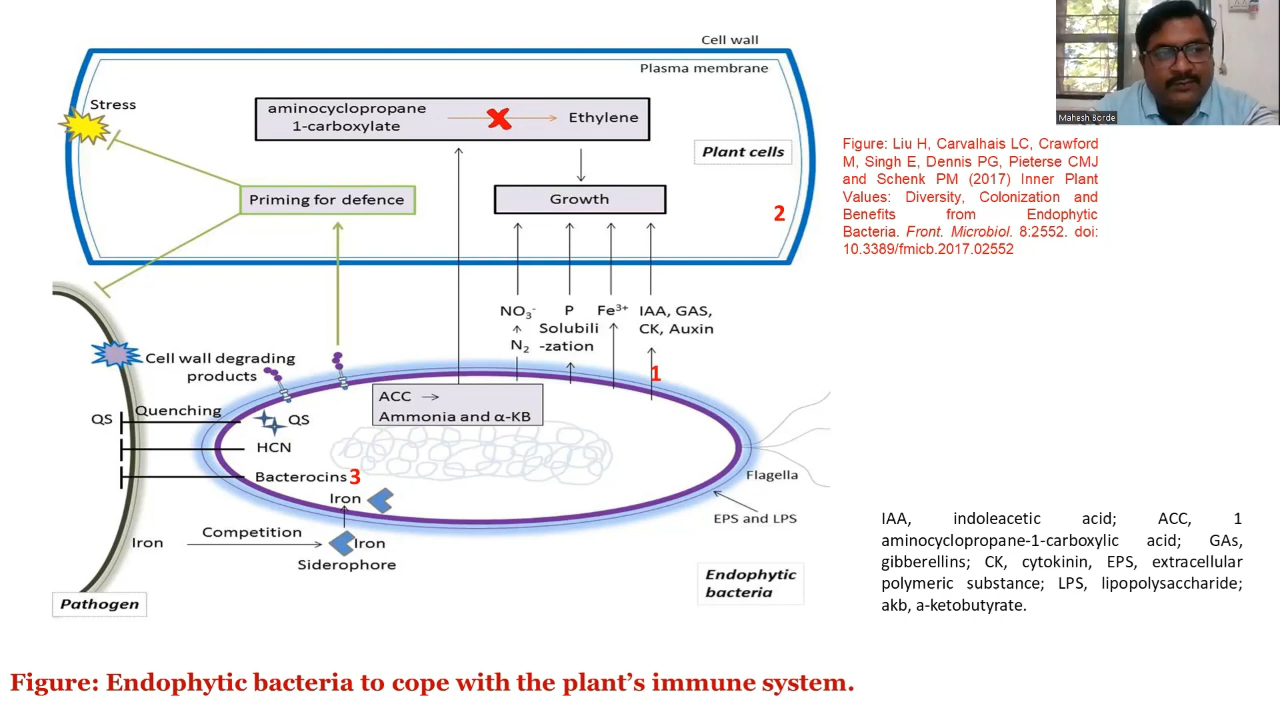 Cell wall
Plasma membrane
Stress
aminocyclopropane
1-carboxylate
Ethylene
Plant cells
Priming for defence
Growth
2
NO₃⁻
P
Fe³⁺
IAA, GAS,
Solubili
CK, Auxin
N₂
-zation
Cell wall degrading
products
1
ACC →
Ammonia and α-KB
QS
Quenching
QS
HCN
Bacterocins
3
Iron
Flagella
EPS and LPS
Competition
Iron
Iron
Siderophore
Endophytic
bacteria
Pathogen
Mahesh Borde
Figure: Liu H, Carvalhais LC, Crawford
M, Singh E, Dennis PG, Pieterse CMJ
and Schenk PM (2017) Inner Plant
Values: Diversity, Colonization and
Benefits from Endophytic
Bacteria. Front. Microbiol. 8:2552. doi:
10.3389/fmicb.2017.02552
IAA, indoleacetic acid; ACC, 1
aminocyclopropane-1-carboxylic acid; GAs,
gibberellins; CK, cytokinin, EPS, extracellular
polymeric substance; LPS, lipopolysaccharide;
akb, a-ketobutyrate.
Figure: Endophytic bacteria to cope with the plant’s immune system.